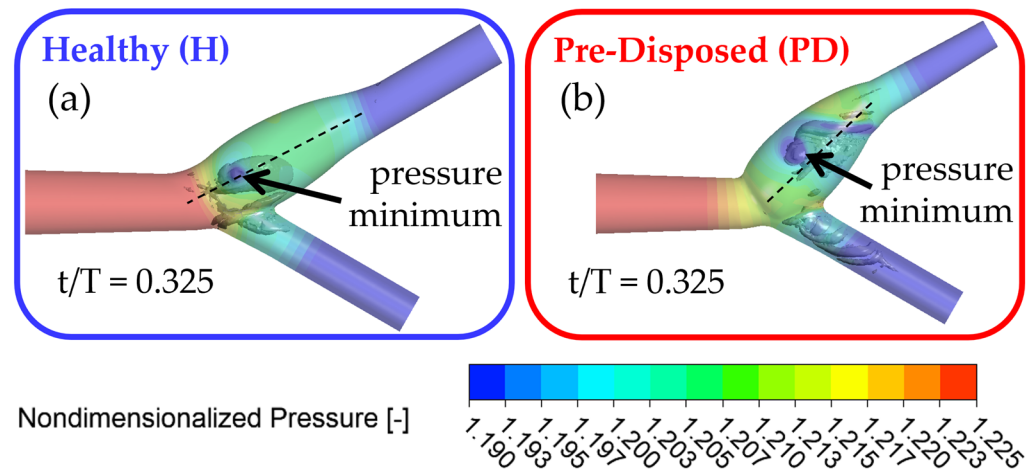 Healthy (H)
(a)
pressure
minimum
t/T = 0.325
Pre-Disposed (PD)
(b)
pressure
minimum
t/T = 0.325
Nondimensionalized Pressure [-]
1.190
1.193
1.195
1.197
1.200
1.203
1.205
1.207
1.210
1.213
1.215
1.217
1.220
1.223
1.225